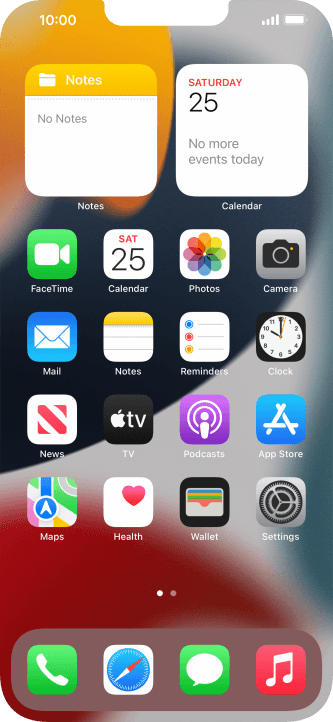 10:00
Notes
No Notes
SATURDAY
25
No more
events today
Notes
Calendar
SAT
25
FaceTime
Calendar
Photos
Camera
Mail
Notes
Reminders
Clock
tv
News
TV
Podcasts
App Store
Maps
Health
Wallet
Settings